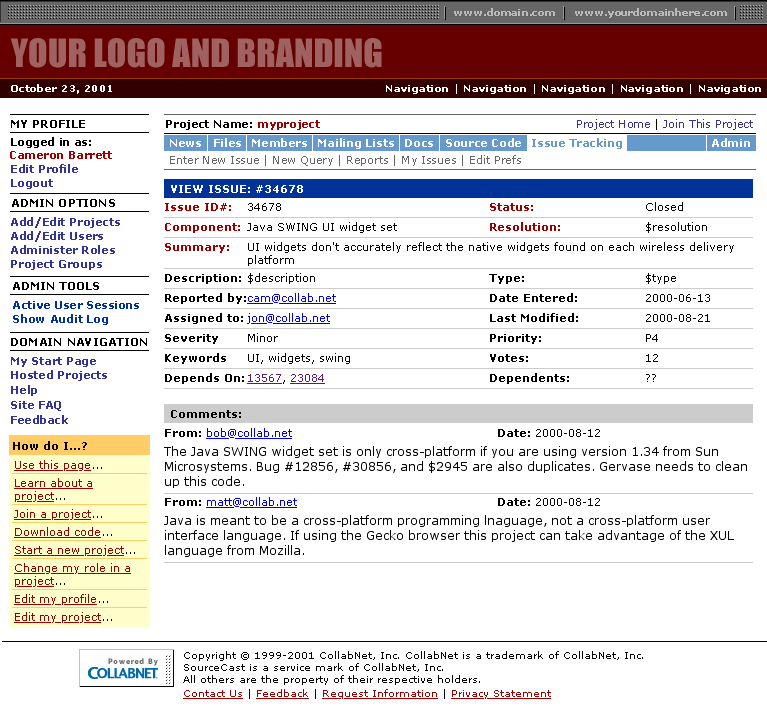 www.domain.com | www.yourdomainhere.com
YOUR LOGO AND BRANDING
October 23, 2001 Navigation | Navigation | Navigation | Navigation | Navigation
MY PROFILE
Logged in as:
Cameron Barrett
Edit Profile
Logout
ADMIN OPTIONS
Add/Edit Projects
Add/Edit Users
Administer Roles
Project Groups
ADMIN TOOLS
Active User Sessions
Show Audit Log
DOMAIN NAVIGATION
My Start Page
Hosted Projects
Help
Site FAQ
Feedback
How do I...?
Use this page...
Learn about a
project...
Join a project...
Download code...
Start a new project...
Change my role in a
project...
Edit my profile...
Edit my project...
Project Name: myproject Project Home | Join This Project
News Files Members Mailing Lists Docs Source Code Issue Tracking Admin
Enter New Issue | New Query | Reports | My Issues | Edit Prefs
VIEW ISSUE: #34678
Issue ID#: 34678 Status: Closed
Component: Java SWING UI widget set Resolution: $resolution
Summary: UI widgets don't accurately reflect the native widgets found on each wireless delivery
platform
Description: $description Type: $type
Reported by: cam@collab.net Date Entered: 2000-06-13
Assigned to: jon@collab.net Last Modified: 2000-08-21
Severity Minor Priority: P4
Keywords UI, widgets, swing Votes: 12
Depends On: 13567, 23084 Dependents: ??
Comments:
From: bob@collab.net Date: 2000-08-12
The Java SWING widget set is only cross-platform if you are using version 1.34 from Sun
Microsystems. Bug #12856, #30856, and $2945 are also duplicates. Gervase needs to clean
up this code.
From: matt@collab.net Date: 2000-08-12
Java is meant to be a cross-platform programming lnaguage, not a cross-platform user
interface language. If using the Gecko browser this project can take advantage of the XUL
language from Mozilla.
Powered By
COLLABNET
Copyright © 1999-2001 CollabNet, Inc. CollabNet is a trademark of CollabNet, Inc.
SourceCast is a service mark of CollabNet, Inc.
All others are the property of their respective holders.
Contact Us | Feedback | Request Information | Privacy Statement